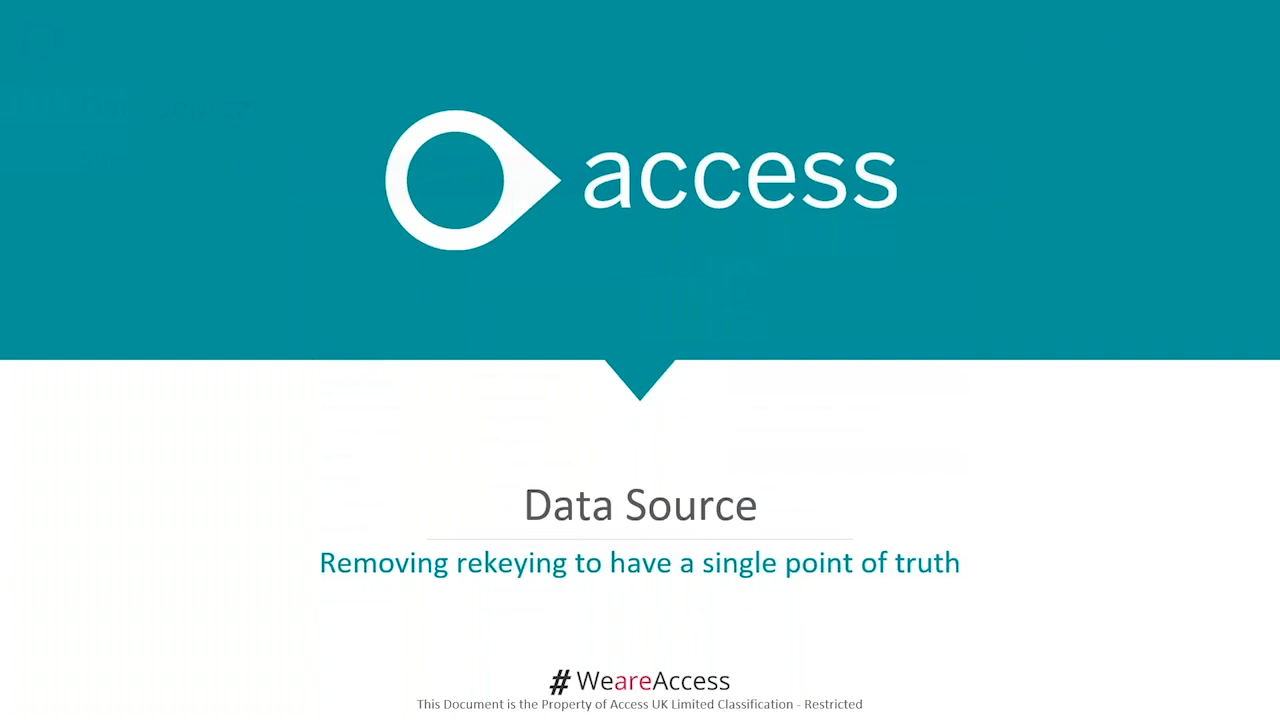 access
Data Source
Removing rekeying to have a single point of truth
#WeareAccess
This Document is the Property of Access UK Limited Classification - Restricted